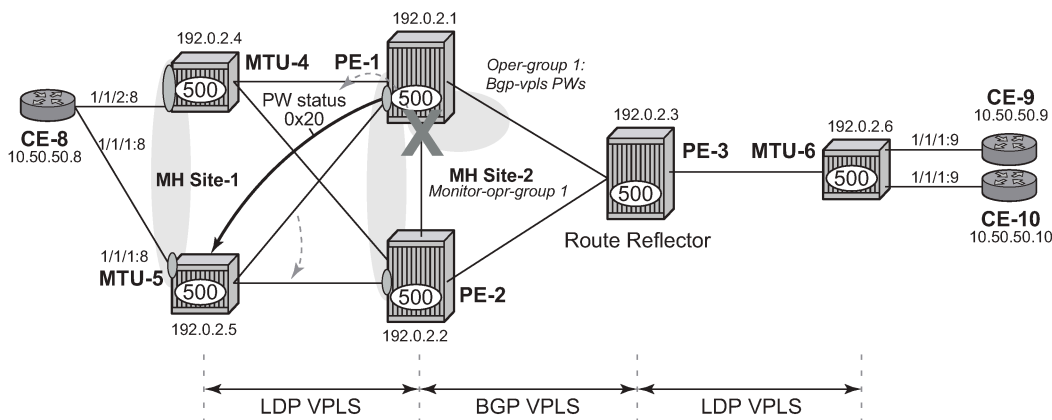 192.0.2.1
192.0.2.4
MTU-4
PE-1
Oper-group 1:
Bgp-vpls PWs
500
500
PW status
0x20
CE-9
10.50.50.9
1/1/2:8
CE-8
10.50.50.8
1/1/1:8
192.0.2.3
PE-3
MTU-6
192.0.2.6
1/1/1:9
X
MH Site-1
MH Site-2
Monitor-opr-group 1
500
500
1/1/1:9
CE-10
10.50.50.10
Route Reflector
1/1/1:8
MTU-5
500
500
PE-2
192.0.2.5
192.0.2.2
LDP VPLS
BGP VPLS
LDP VPLS